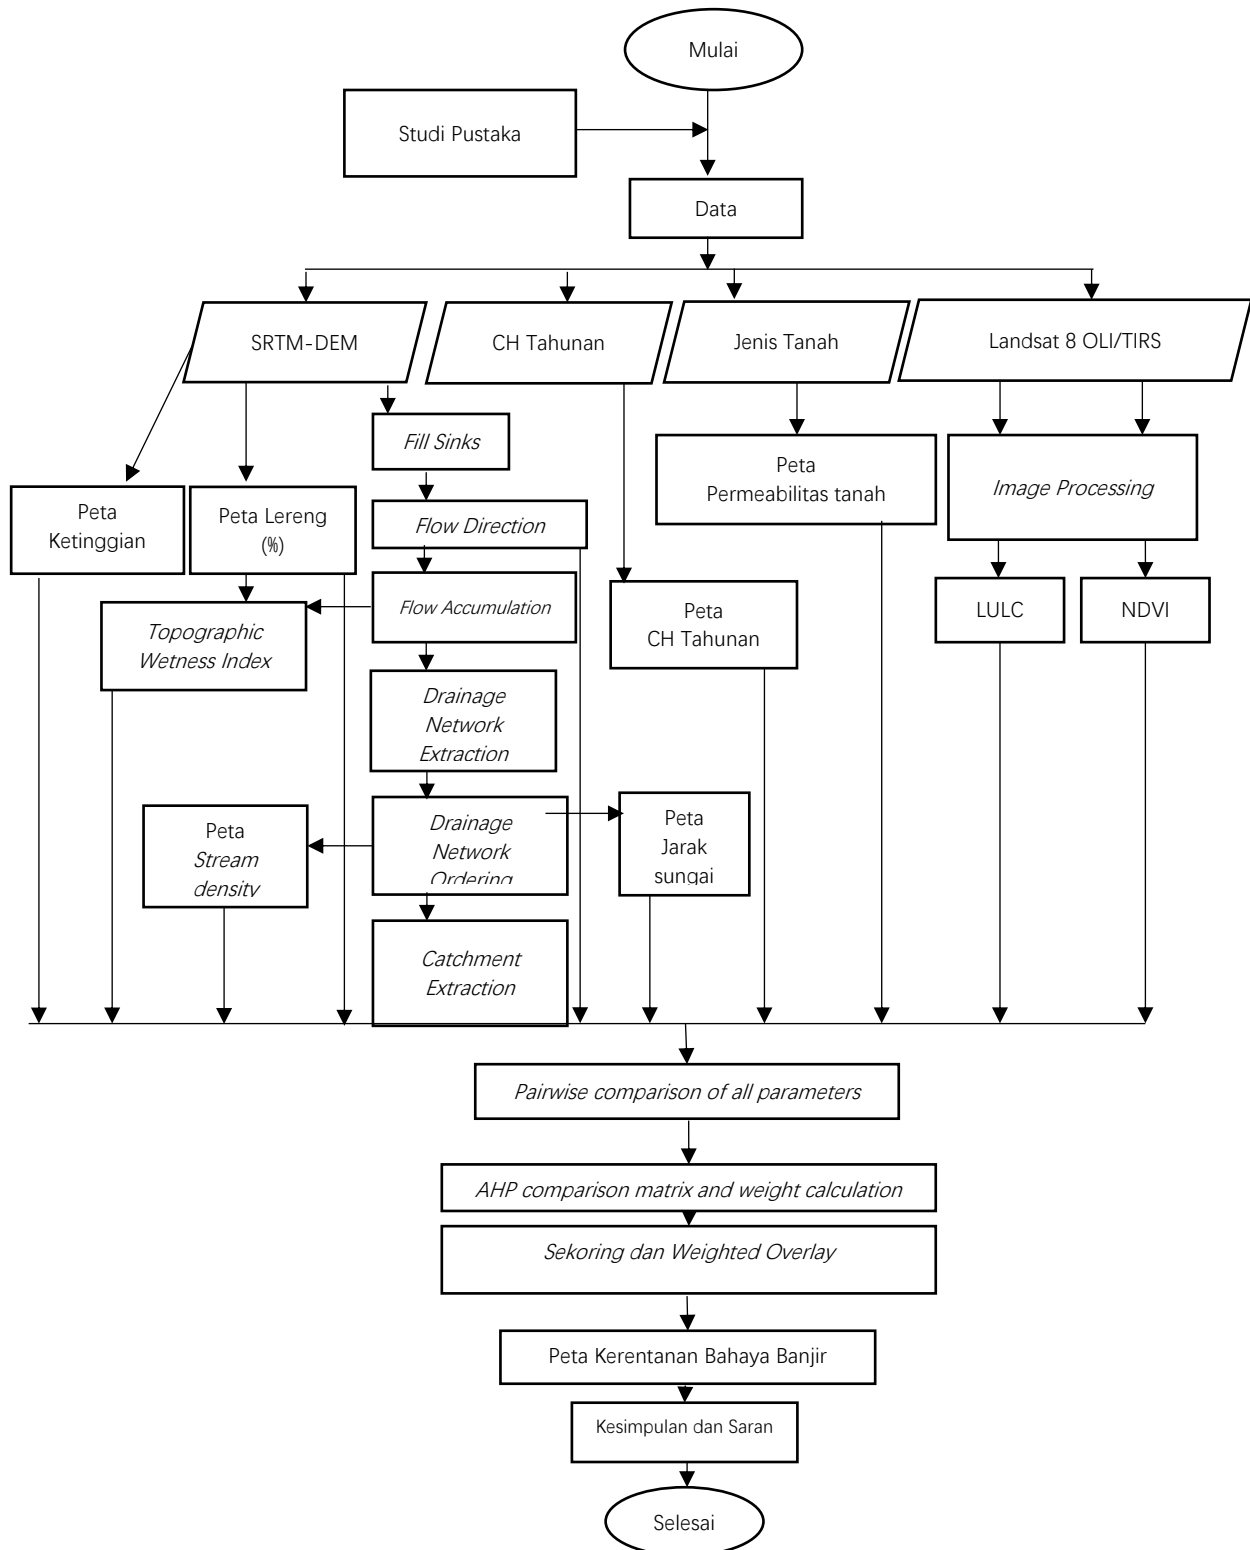 Mulai
Studi Pustaka
Data
SRTM-DEM
CH Tahunan
Jenis Tanah
Landsat 8 OLI/TIRS
Fill Sinks
Peta
Permeabilitas tanah
Image Processing
Peta
Ketinggian
Peta Lereng
(%)
Flow Direction
Flow Accumulation
Topographic
Wetness Index
Peta
CH Tahunan
LULC
NDVI
Drainage
Network
Extraction
Peta
Stream
density
Drainage
Network
Ordering
Peta
Jarak
sungai
Catchment
Extraction
Pairwise comparison of all parameters
AHP comparison matrix and weight calculation
Sekoring dan Weighted Overlay
Peta Kerentanan Bahaya Banjir
Kesimpulan dan Saran
Selesai